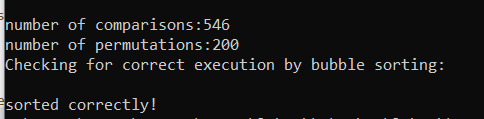 number of comparisons:546
number of permutations:200
Checking for correct execution by bubble sorting:
sorted correctly!